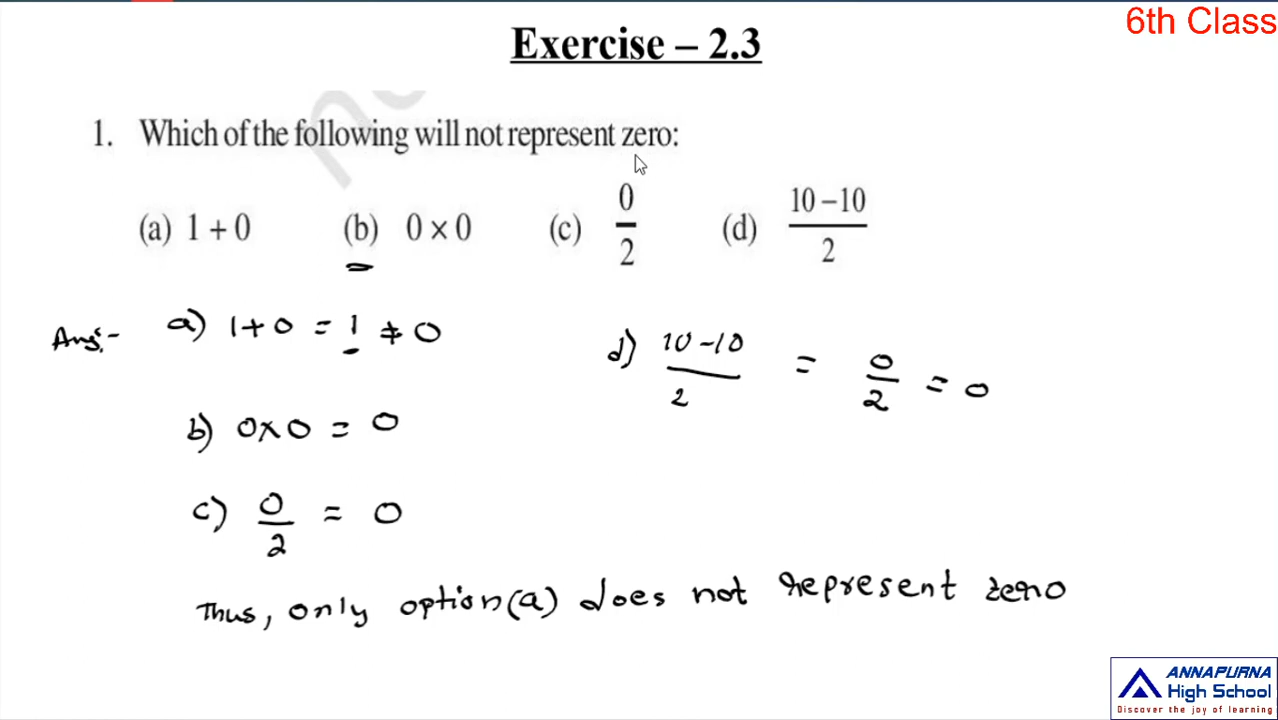 6th Class
Exercise – 2.3
1. Which of the following will not represent zero:
(a) 1 + 0 (b) 0 × 0 (c) 0/2 (d) 10 – 10/2
Ans:- a) 1+0 = 1 ≠ 0
d) 10-10/2 = 0/2 = 0
b) 0×0 = 0
c) 0/2 = 0
Thus, only option(a) does not represent zero
ANNAPURNA
High School
Discover the joy of learning